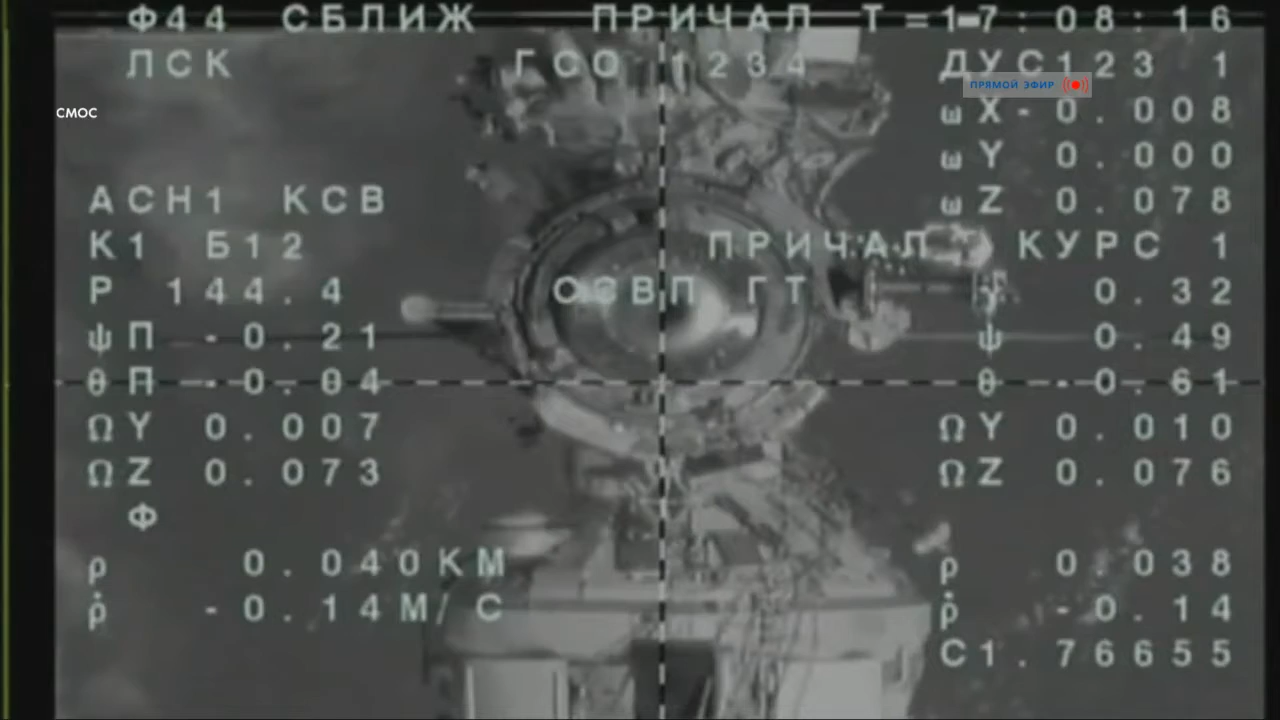 Ф44 СБЛИЖ ПРИЧАЛ Т=17:08:16
ЛСК ГСО 1234 ДУС123 1
ПРЯМОЙ ЭФИР
СМОС
ωX-0.008
ωY 0.000
АСН1 КСВ ωZ 0.078
К1 Б12 ПРИЧАЛ КУРС 1
Р 144.4 ОЗВП ГТ γ 0.32
ψП -0.21 ψ 0.49
θП -0.04 θ -0.61
ΩY 0.007 ΩY 0.010
ΩZ 0.073 ΩZ 0.076
Ф
ρ 0.040КМ ρ 0.038
ρ̇ -0.14М/С ρ̇ -0.14
С1.76655